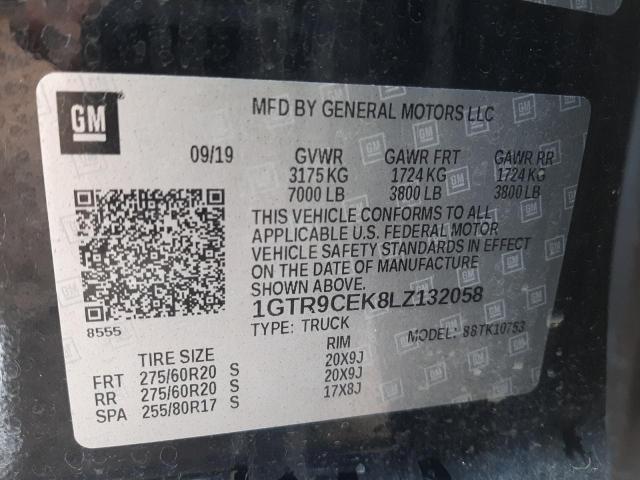 GM
MFD BY GENERAL MOTORS LLC
09/19 GVWR GAWR FRT GAWR RR
3175 KG 1724 KG 1724 KG
7000 LB 3800 LB 3800 LB
THIS VEHICLE CONFORMS TO ALL
APPLICABLE U.S. FEDERAL MOTOR
VEHICLE SAFETY STANDARDS IN EFFECT
ON THE DATE OF MANUFACTURE
SHOWN ABOVE.
1GTR9CEK8LZ132058
8555
TYPE: TRUCK MODEL: 88TK10753
TIRE SIZE RIM
FRT 275/60R20 S 20X9J
RR 275/60R20 S 20X9J
SPA 255/80R17 S 17X8J